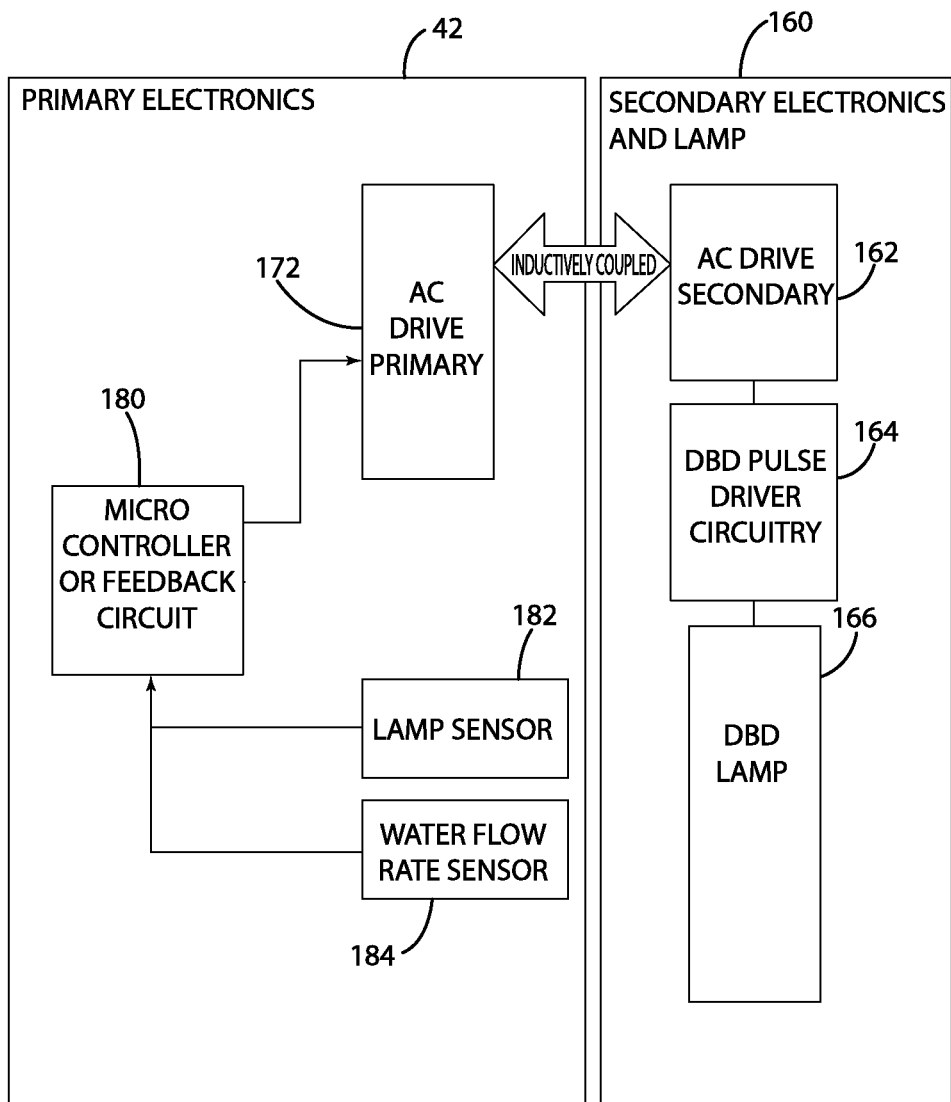 42
160
PRIMARY ELECTRONICS
SECONDARY ELECTRONICS
AND LAMP
172
AC
DRIVE
PRIMARY
INDUCTIVELY COUPLED
AC DRIVE
SECONDARY
162
180
MICRO
CONTROLLER
OR FEEDBACK
CIRCUIT
DBD PULSE
DRIVER
CIRCUITRY
164
182
LAMP SENSOR
166
DBD
LAMP
WATER FLOW
RATE SENSOR
184